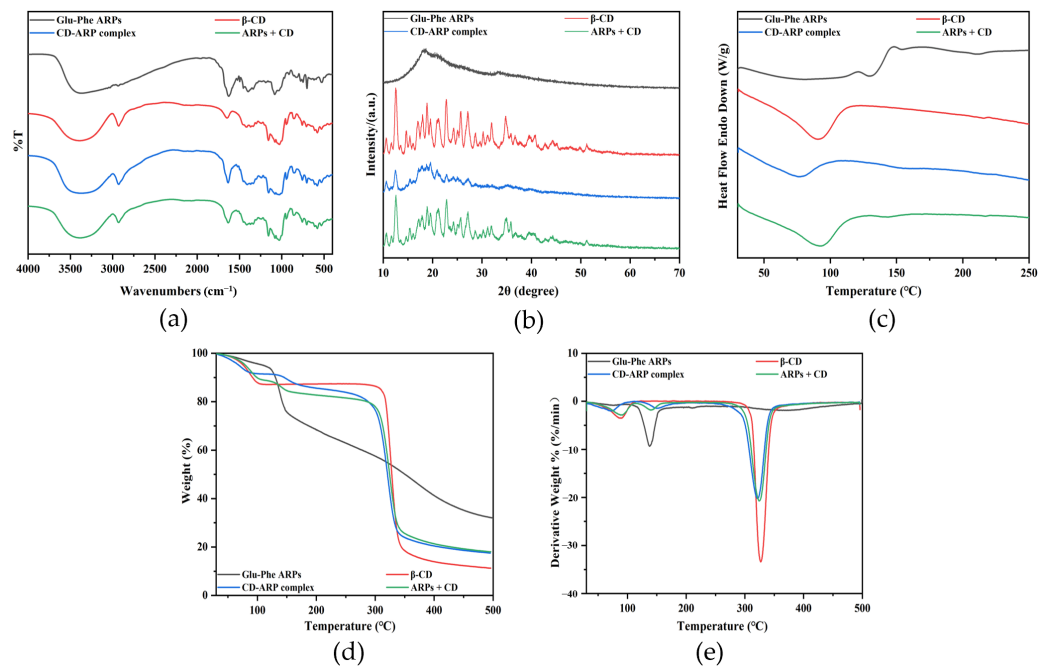 Glu-Phe ARPs β-CD
CD-ARP complex ARPs + CD
%T
4000 3500 3000 2500 2000 1500 1000 500
Wavenumbers (cm⁻¹)
(a)
Glu-Phe ARPs β-CD
CD-ARP complex ARPs + CD
Intensity/(a.u.)
10 20 30 40 50 60 70
2θ (degree)
(b)
Glu-Phe ARPs β-CD
CD-ARP complex ARPs + CD
Heat Flow Endo Down (W/g)
50 100 150 200 250
Temperature (℃)
(c)
100
80
60
40
20
0
Weight (%)
Glu-Phe ARPs β-CD
CD-ARP complex ARPs + CD
100 200 300 400 500
Temperature (℃)
(d)
10
5
0
−5
−10
−20
−30
−40
Derivative Weight % (%/min)
Glu-Phe ARPs β-CD
CD-ARP complex ARPs + CD
100 200 300 400 500
Temperature (℃)
(e)